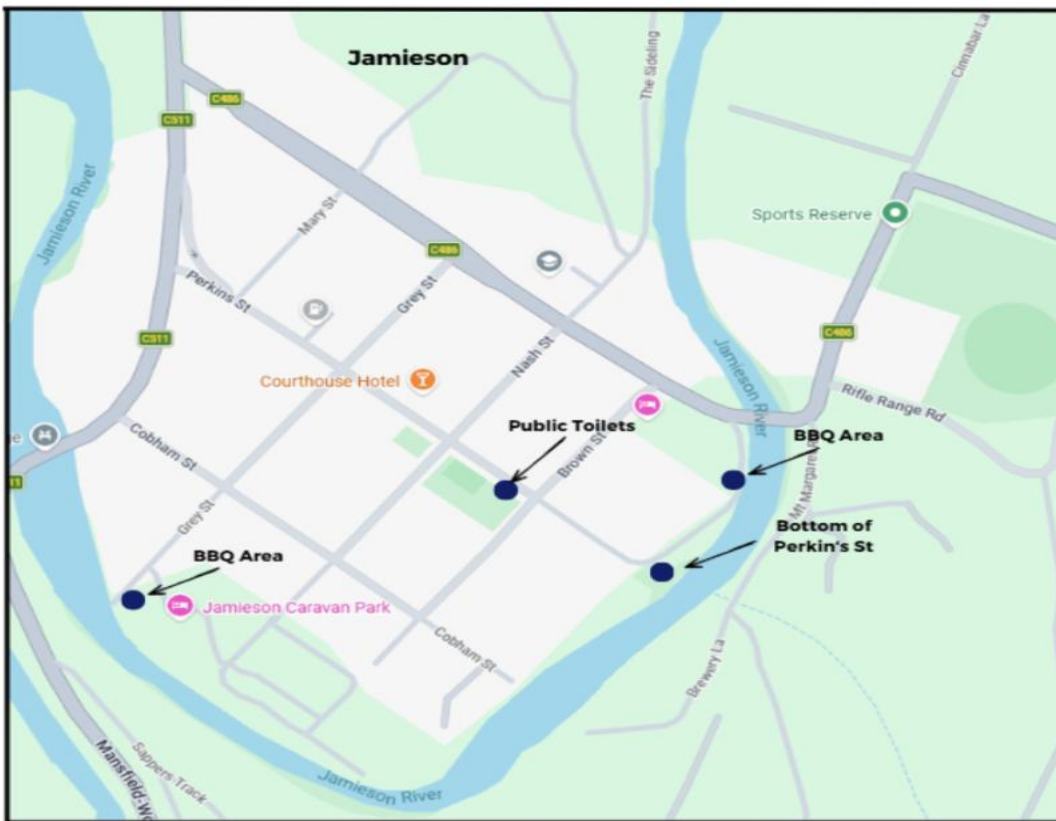 Jamieson
C486
C511
Jamieson River
Mary St
The Sideling
Cinnabar La
Sports Reserve
C486
Perkins St
Grey St
C511
C486
Nash St
Jamieson River
Courthouse Hotel
Rifle Range Rd
Public Toilets
Brown St
BBQ Area
Cobham St
Mt Margaret
Grey St
Bottom of
Perkin's St
BBQ Area
Jamieson Caravan Park
Cobham St
Brewery La
Sappers Track
Jamieson River